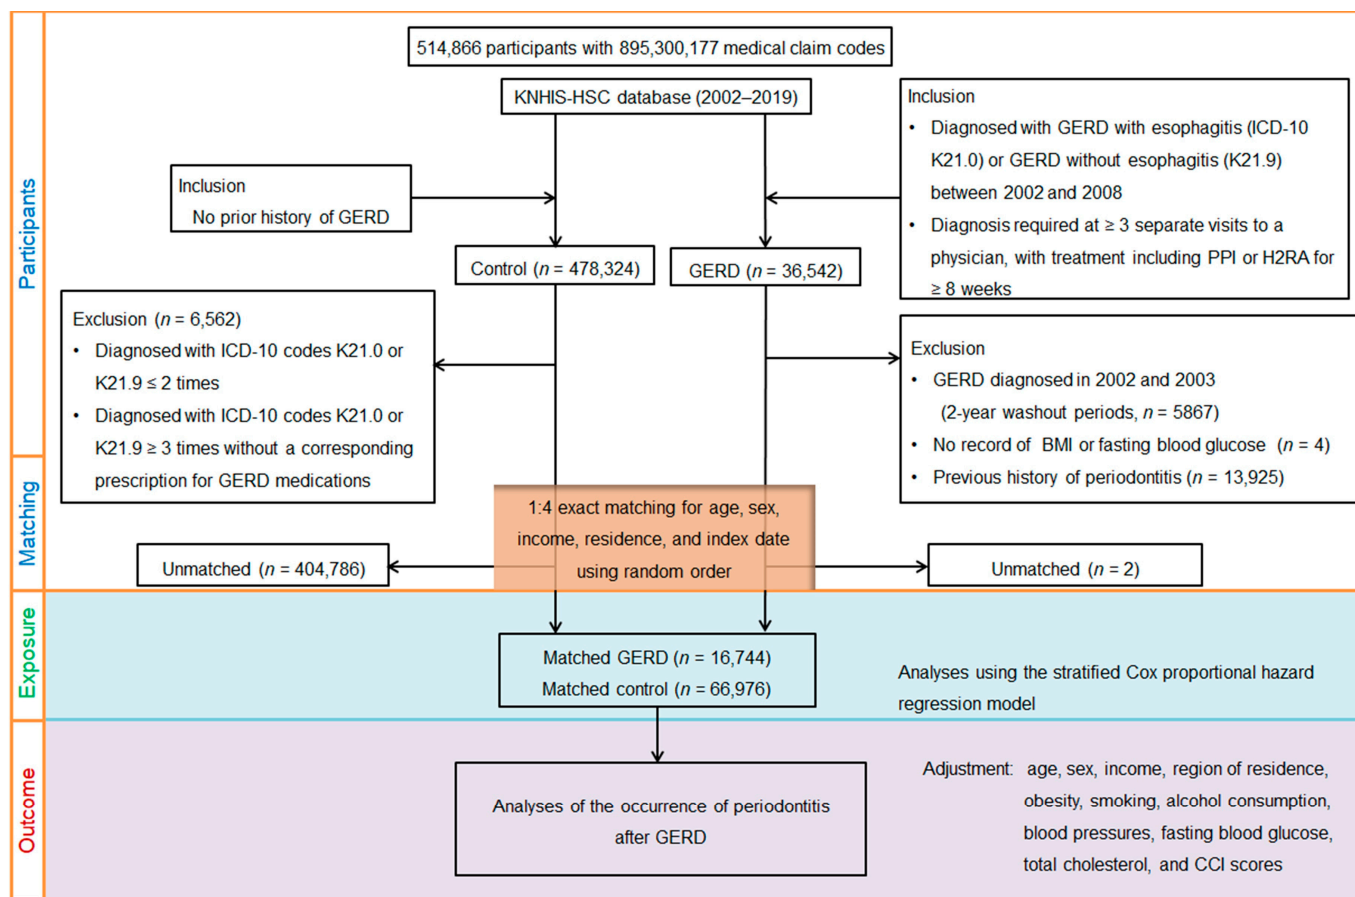 514,866 participants with 895,300,177 medical claim codes
KNHIS-HSC database (2002–2019)
Participants
Inclusion
No prior history of GERD
Inclusion
• Diagnosed with GERD with esophagitis (ICD-10
K21.0) or GERD without esophagitis (K21.9)
between 2002 and 2008
• Diagnosis required at ≥ 3 separate visits to a
physician, with treatment including PPI or H2RA for
≥ 8 weeks
Control (n = 478,324)
GERD (n = 36,542)
Exclusion (n = 6,562)
• Diagnosed with ICD-10 codes K21.0 or
K21.9 ≤ 2 times
• Diagnosed with ICD-10 codes K21.0 or
K21.9 ≥ 3 times without a corresponding
prescription for GERD medications
Exclusion
• GERD diagnosed in 2002 and 2003
(2-year washout periods, n = 5867)
• No record of BMI or fasting blood glucose (n = 4)
• Previous history of periodontitis (n = 13,925)
Matching
1:4 exact matching for age, sex,
income, residence, and index date
using random order
Unmatched (n = 404,786)
Unmatched (n = 2)
Exposure
Matched GERD (n = 16,744)
Matched control (n = 66,976)
Analyses using the stratified Cox proportional hazard
regression model
Outcome
Analyses of the occurrence of periodontitis
after GERD
Adjustment: age, sex, income, region of residence,
obesity, smoking, alcohol consumption,
blood pressures, fasting blood glucose,
total cholesterol, and CCI scores